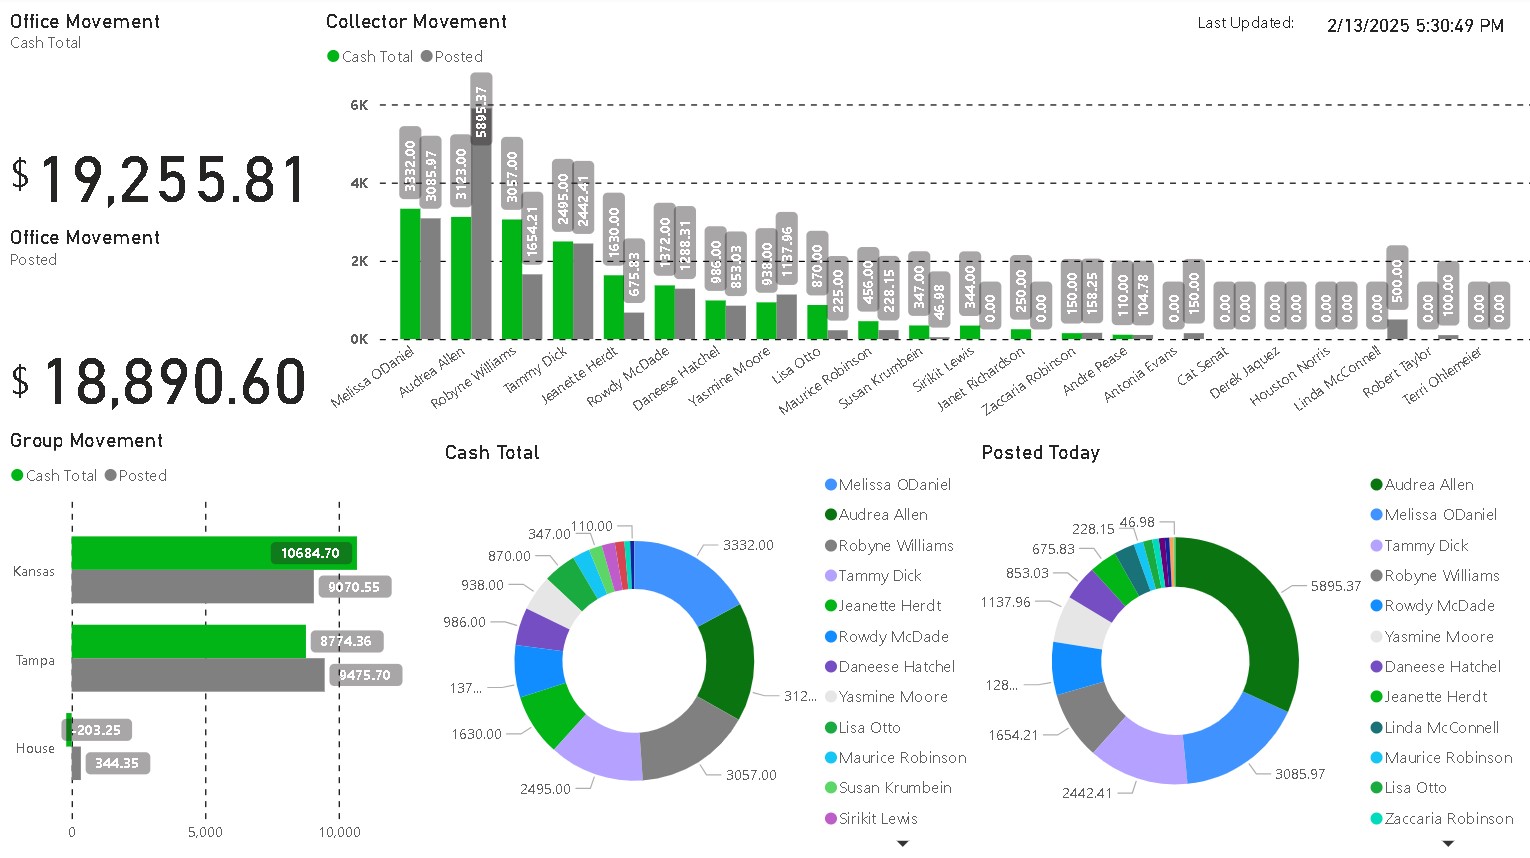 Office Movement
Cash Total
$ 19,255.81
Office Movement
Posted
$ 18,890.60
Collector Movement
Cash Total Posted
Last Updated: 2/13/2025 5:30:49 PM
6K
4K
2K
0K
3332.00
3085.97
3123.00
5895.37
3057.00
1654.21
2495.00
2442.41
1630.00
675.83
1372.00
1288.31
986.00
853.03
938.00
1137.96
870.00
225.00
456.00
228.15
347.00
46.98
344.00
0.00
250.00
0.00
150.00
158.25
110.00
104.78
0.00
150.00
0.00
0.00
0.00
0.00
0.00
0.00
0.00
500.00
0.00
100.00
0.00
0.00
Melissa ODaniel
Audrea Allen
Robyne Williams
Tammy Dick
Jeanette Herdt
Rowdy McDade
Daneese Hatchel
Yasmine Moore
Lisa Otto
Maurice Robinson
Susan Krumbein
Sirikit Lewis
Janet Richardson
Zaccaria Robinson
Andre Pease
Antonia Evans
Cat Senat
Derek Jaquez
Houston Norris
Linda McConnell
Robert Taylor
Terri Ohlemeier
Group Movement
Cash Total Posted
Kansas
10684.70
9070.55
Tampa
8774.36
9475.70
House
-203.25
344.35
0 5,000 10,000
Cash Total
110.00
347.00
870.00
938.00
986.00
137...
1630.00
2495.00
3057.00
312...
3332.00
Melissa ODaniel
Audrea Allen
Robyne Williams
Tammy Dick
Jeanette Herdt
Rowdy McDade
Daneese Hatchel
Yasmine Moore
Lisa Otto
Maurice Robinson
Susan Krumbein
Sirikit Lewis
Posted Today
46.98
228.15
675.83
853.03
1137.96
128...
1654.21
2442.41
3085.97
5895.37
Audrea Allen
Melissa ODaniel
Tammy Dick
Robyne Williams
Rowdy McDade
Yasmine Moore
Daneese Hatchel
Jeanette Herdt
Linda McConnell
Maurice Robinson
Lisa Otto
Zaccaria Robinson